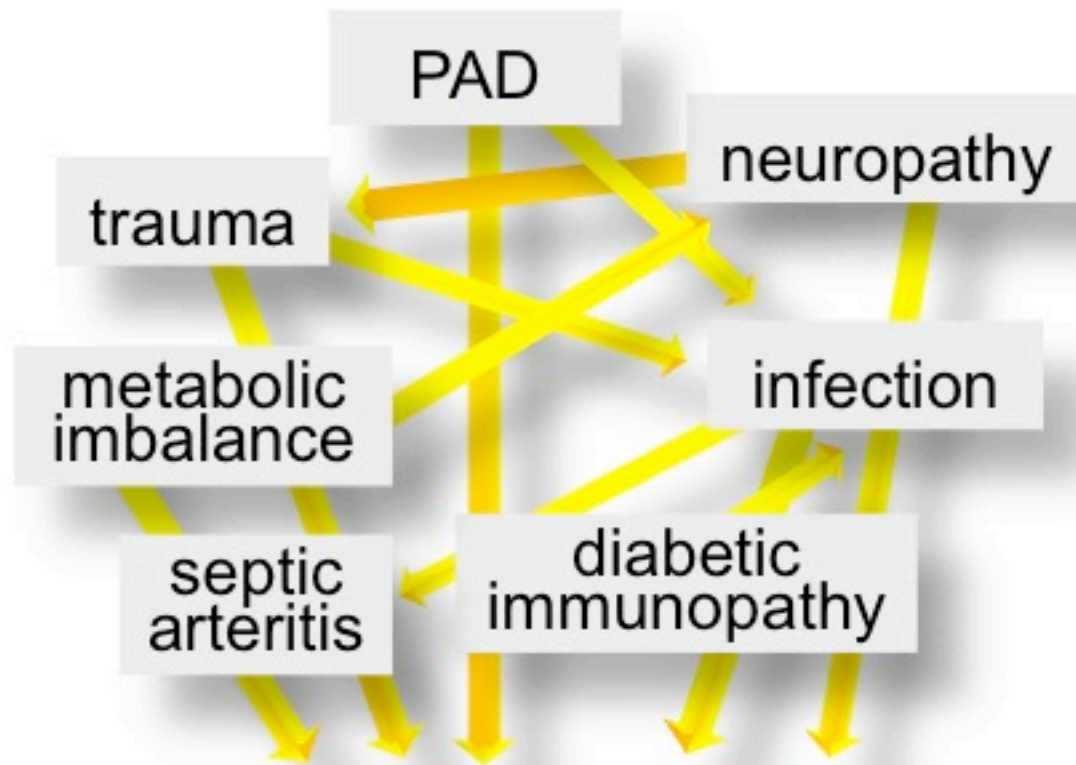 PAD
neuropathy
trauma
metabolic
imbalance
infection
septic
arteritis
diabetic
immunopathy